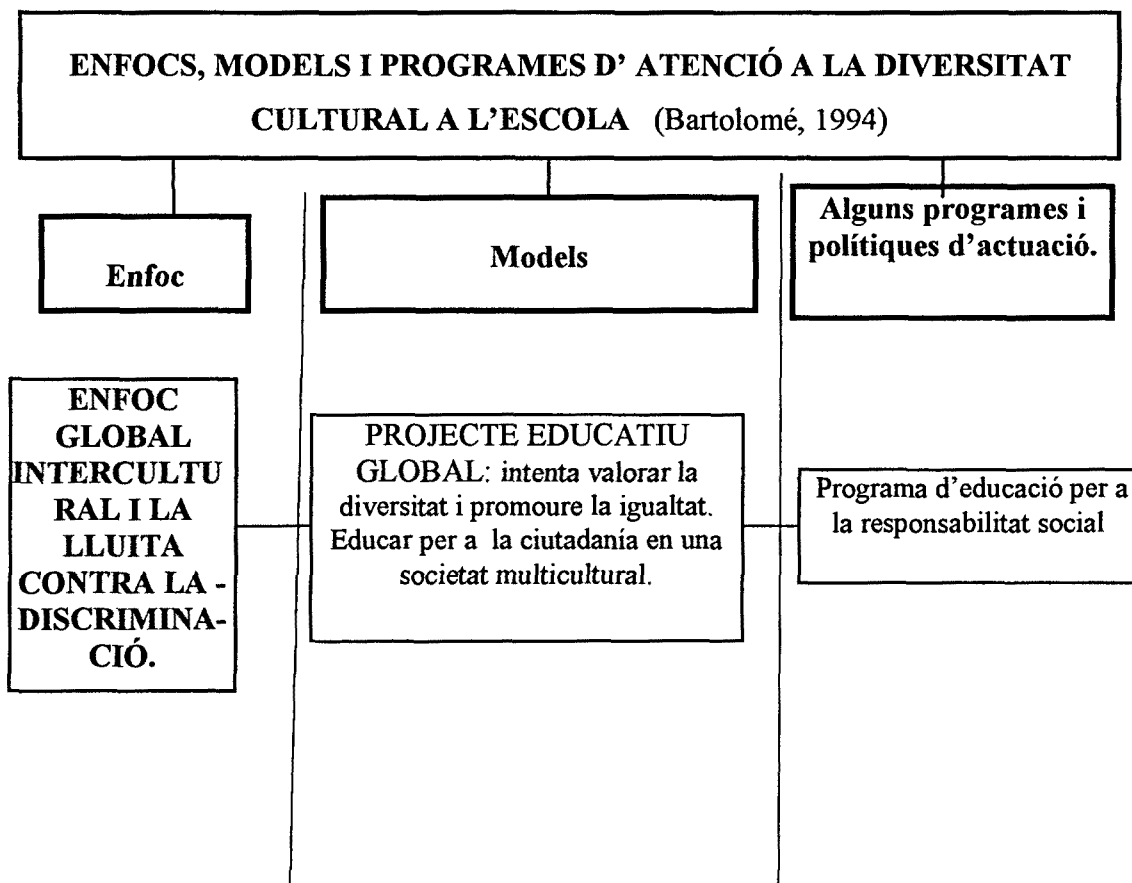 ENFOCS, MODELS I PROGRAMES D' ATENCIÓ A LA DIVERSITAT
CULTURAL A L'ESCOLA (Bartolomé, 1994)
Enfoc
Models
Alguns programes i
polítiques d'actuació.
ENFOC
GLOBAL
INTERCULTU
RAL I LA
LLUITA
CONTRA LA -
DISCRIMINA-
CIÓ.
PROJECTE EDUCATIU
GLOBAL: intenta valorar la
diversitat i promoure la igualtat.
Educar per a la ciutadanía en una
societat multicultural.
Programa d'educació per a
la responsabilitat social